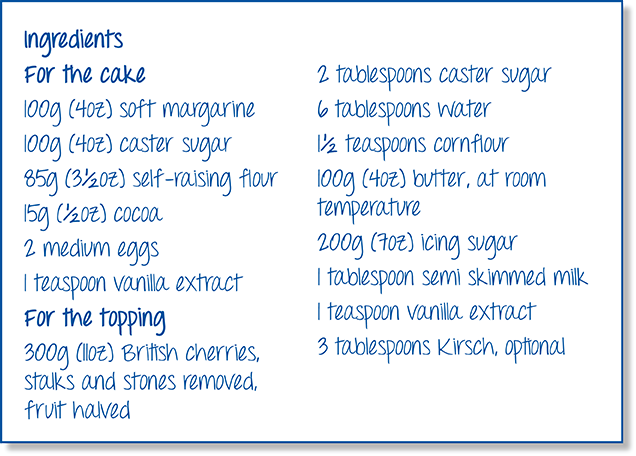 Ingredients
For the cake
100g (4oz) soft margarine
100g (4oz) caster sugar
85g (3½oz) self-raising flour
15g (½oz) cocoa
2 medium eggs
1 teaspoon vanilla extract
For the topping
300g (11oz) British cherries,
stalks and stones removed,
fruit halved
2 tablespoons caster sugar
6 tablespoons water
1½ teaspoons cornflour
100g (4oz) butter, at room
temperature
200g (7oz) icing sugar
1 tablespoon semi skimmed milk
1 teaspoon vanilla extract
3 tablespoons Kirsch, optional